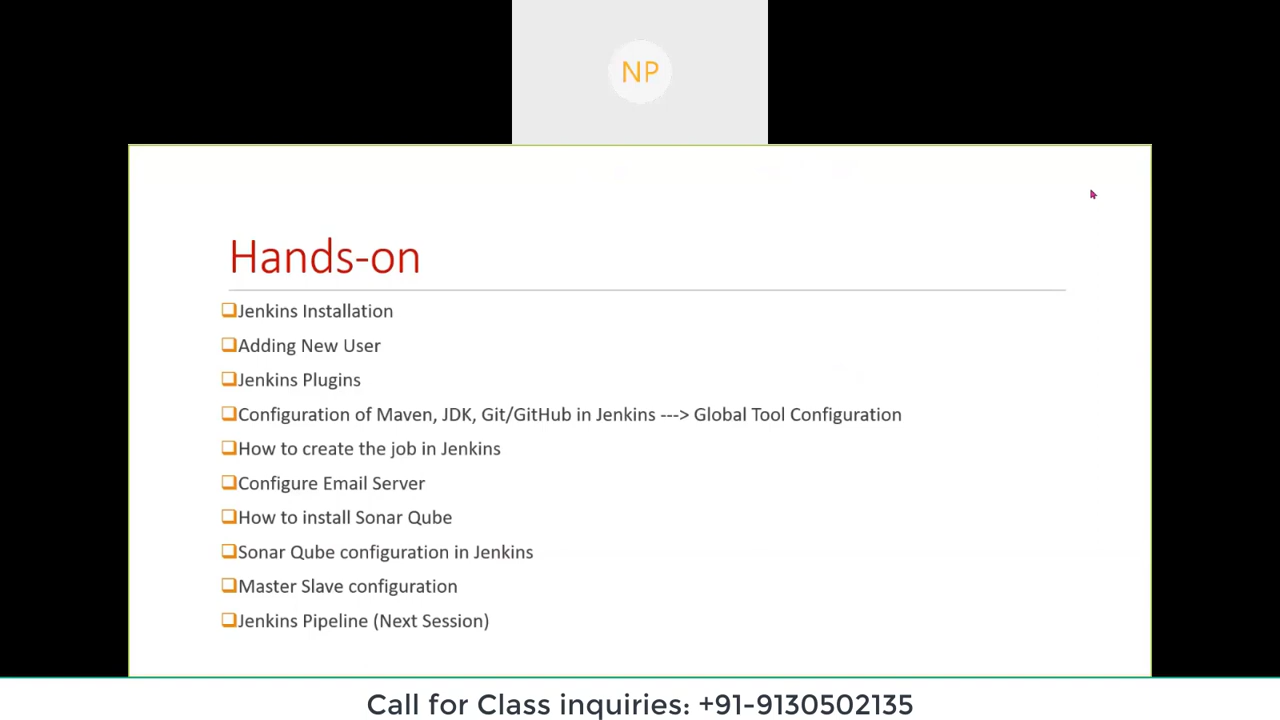 NP
Hands-on
Jenkins Installation
Adding New User
Jenkins Plugins
Configuration of Maven, JDK, Git/GitHub in Jenkins ---> Global Tool Configuration
How to create the job in Jenkins
Configure Email Server
How to install Sonar Qube
Sonar Qube configuration in Jenkins
Master Slave configuration
Jenkins Pipeline (Next Session)
Call for Class inquiries: +91-9130502135